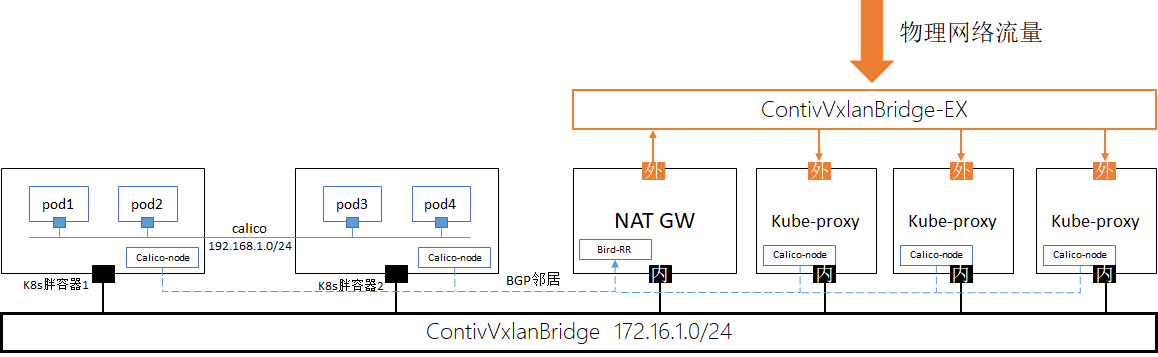 物理网络流量
ContivVxlanBridge-EX
外
外
外
外
pod1
pod2
pod3
pod4
NAT GW
Kube-proxy
Kube-proxy
Kube-proxy
calico
192.168.1.0/24
Calico-node
Calico-node
Bird-RR
Calico-node
Calico-node
Calico-node
K8s胖容器1
K8s胖容器2
BGP邻居
内
内
内
内
ContivVxlanBridge 172.16.1.0/24